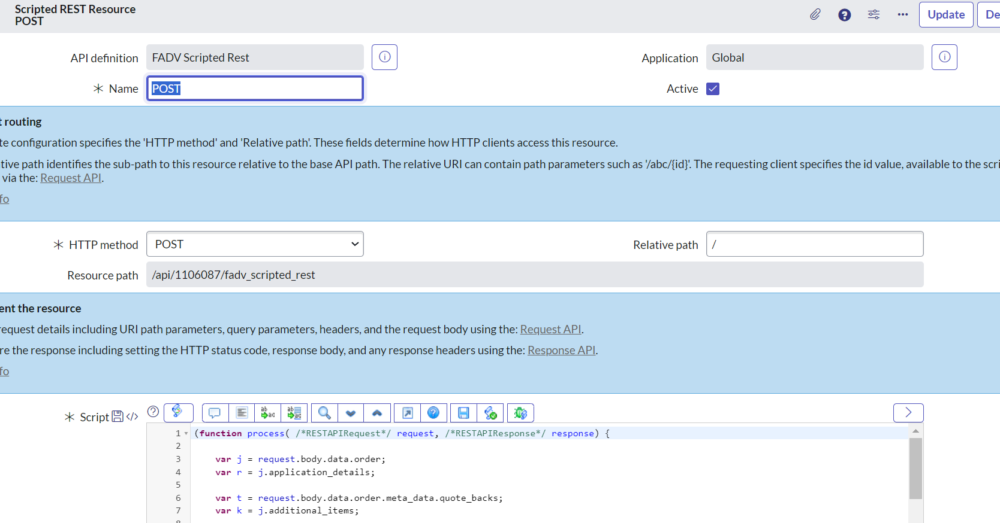 Scripted REST Resource
POST
Update
De
API definition
FADV Scripted Rest
Application
Global
Name
POST
Active
t routing
te configuration specifies the 'HTTP method' and 'Relative path'. These fields determine how HTTP clients access this resource.
tive path identifies the sub-path to this resource relative to the base API path. The relative URI can contain path parameters such as '/abc/{id}'. The requesting client specifies the id value, available to the scri
via the: Request API.
fo
HTTP method
POST
Relative path
/
Resource path
/api/1106087/fadv_scripted_rest
ent the resource
request details including URI path parameters, query parameters, headers, and the request body using the: Request API.
re the response including setting the HTTP status code, response body, and any response headers using the: Response API.
fo
Script
1 (function process( /*RESTAPIRequest*/ request, /*RESTAPIResponse*/ response) {
2
3 var j = request.body.data.order;
4 var r = j.application_details;
5
6 var t = request.body.data.order.meta_data.quote_backs;
7 var k = j.additional_items;
8